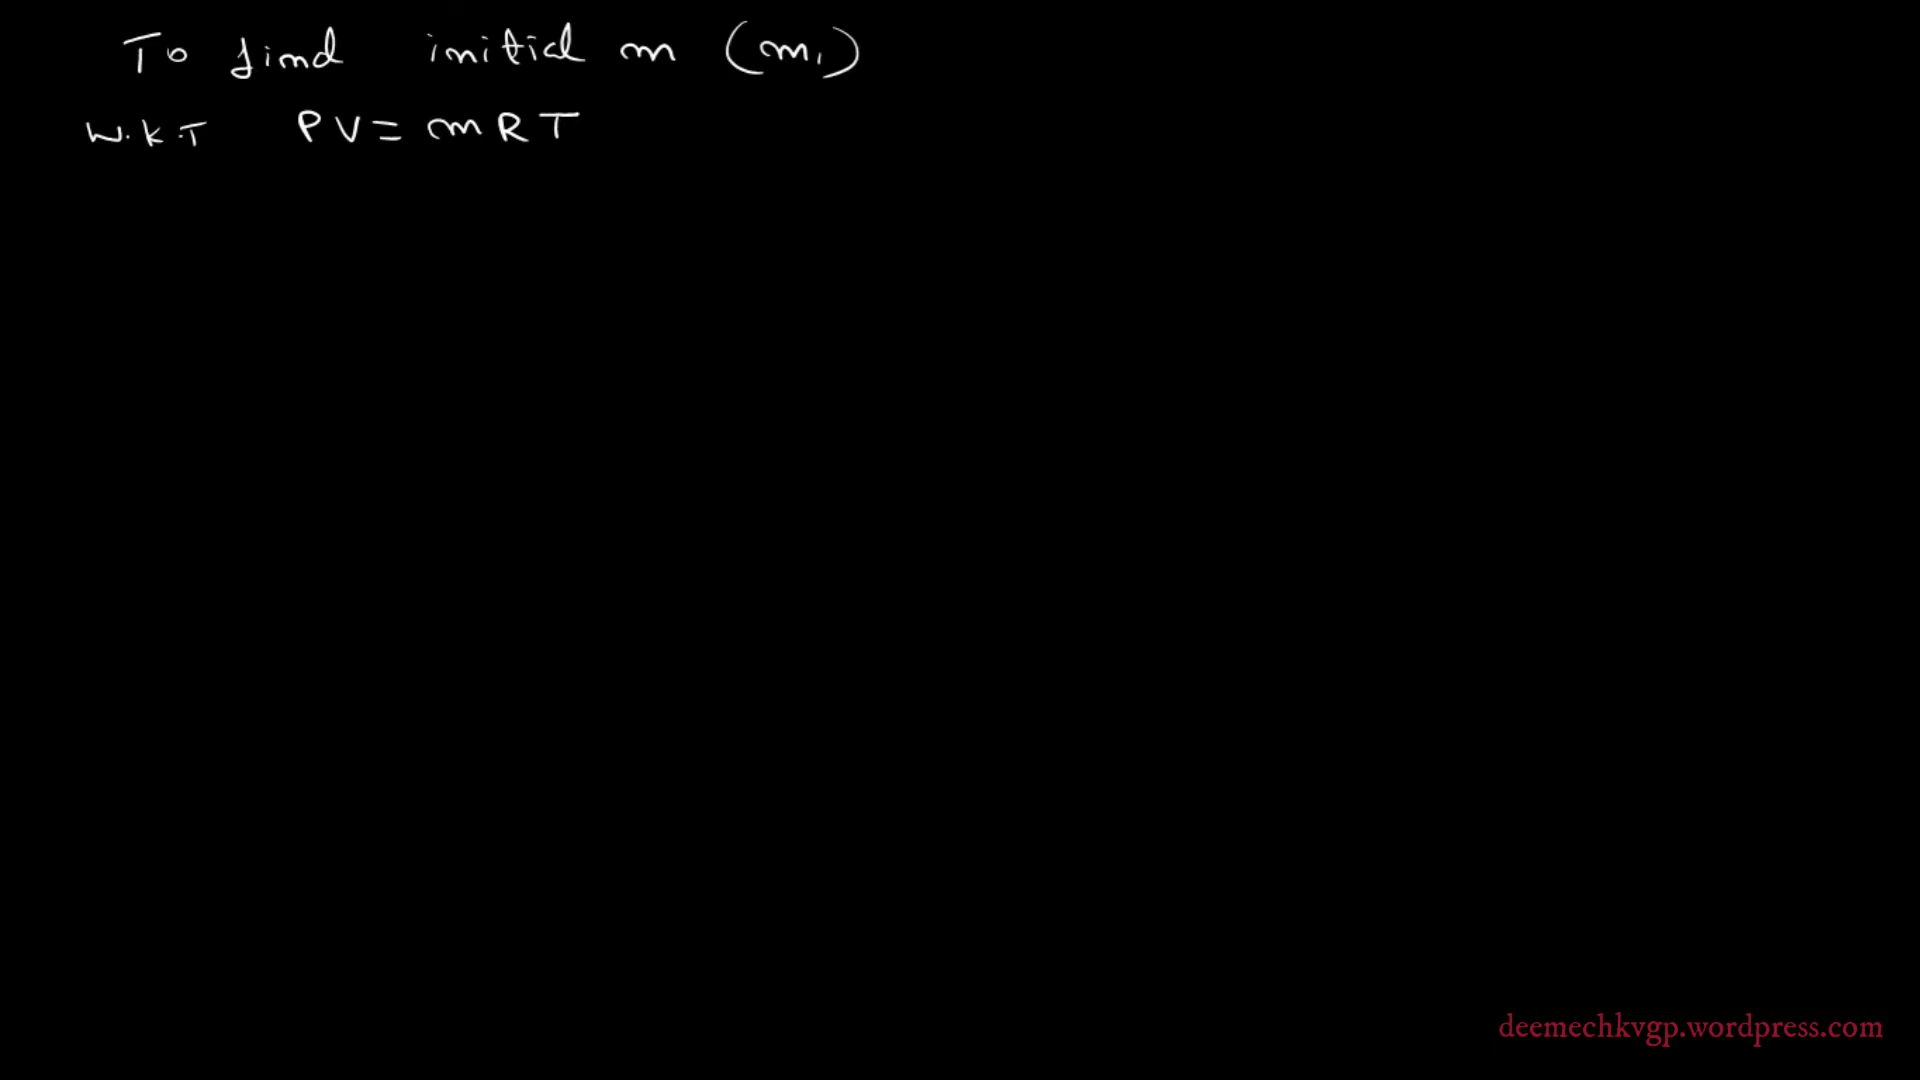 To find initial m (m₁)
W.K.T PV = mRT
deemechkvgp.wordpress.com